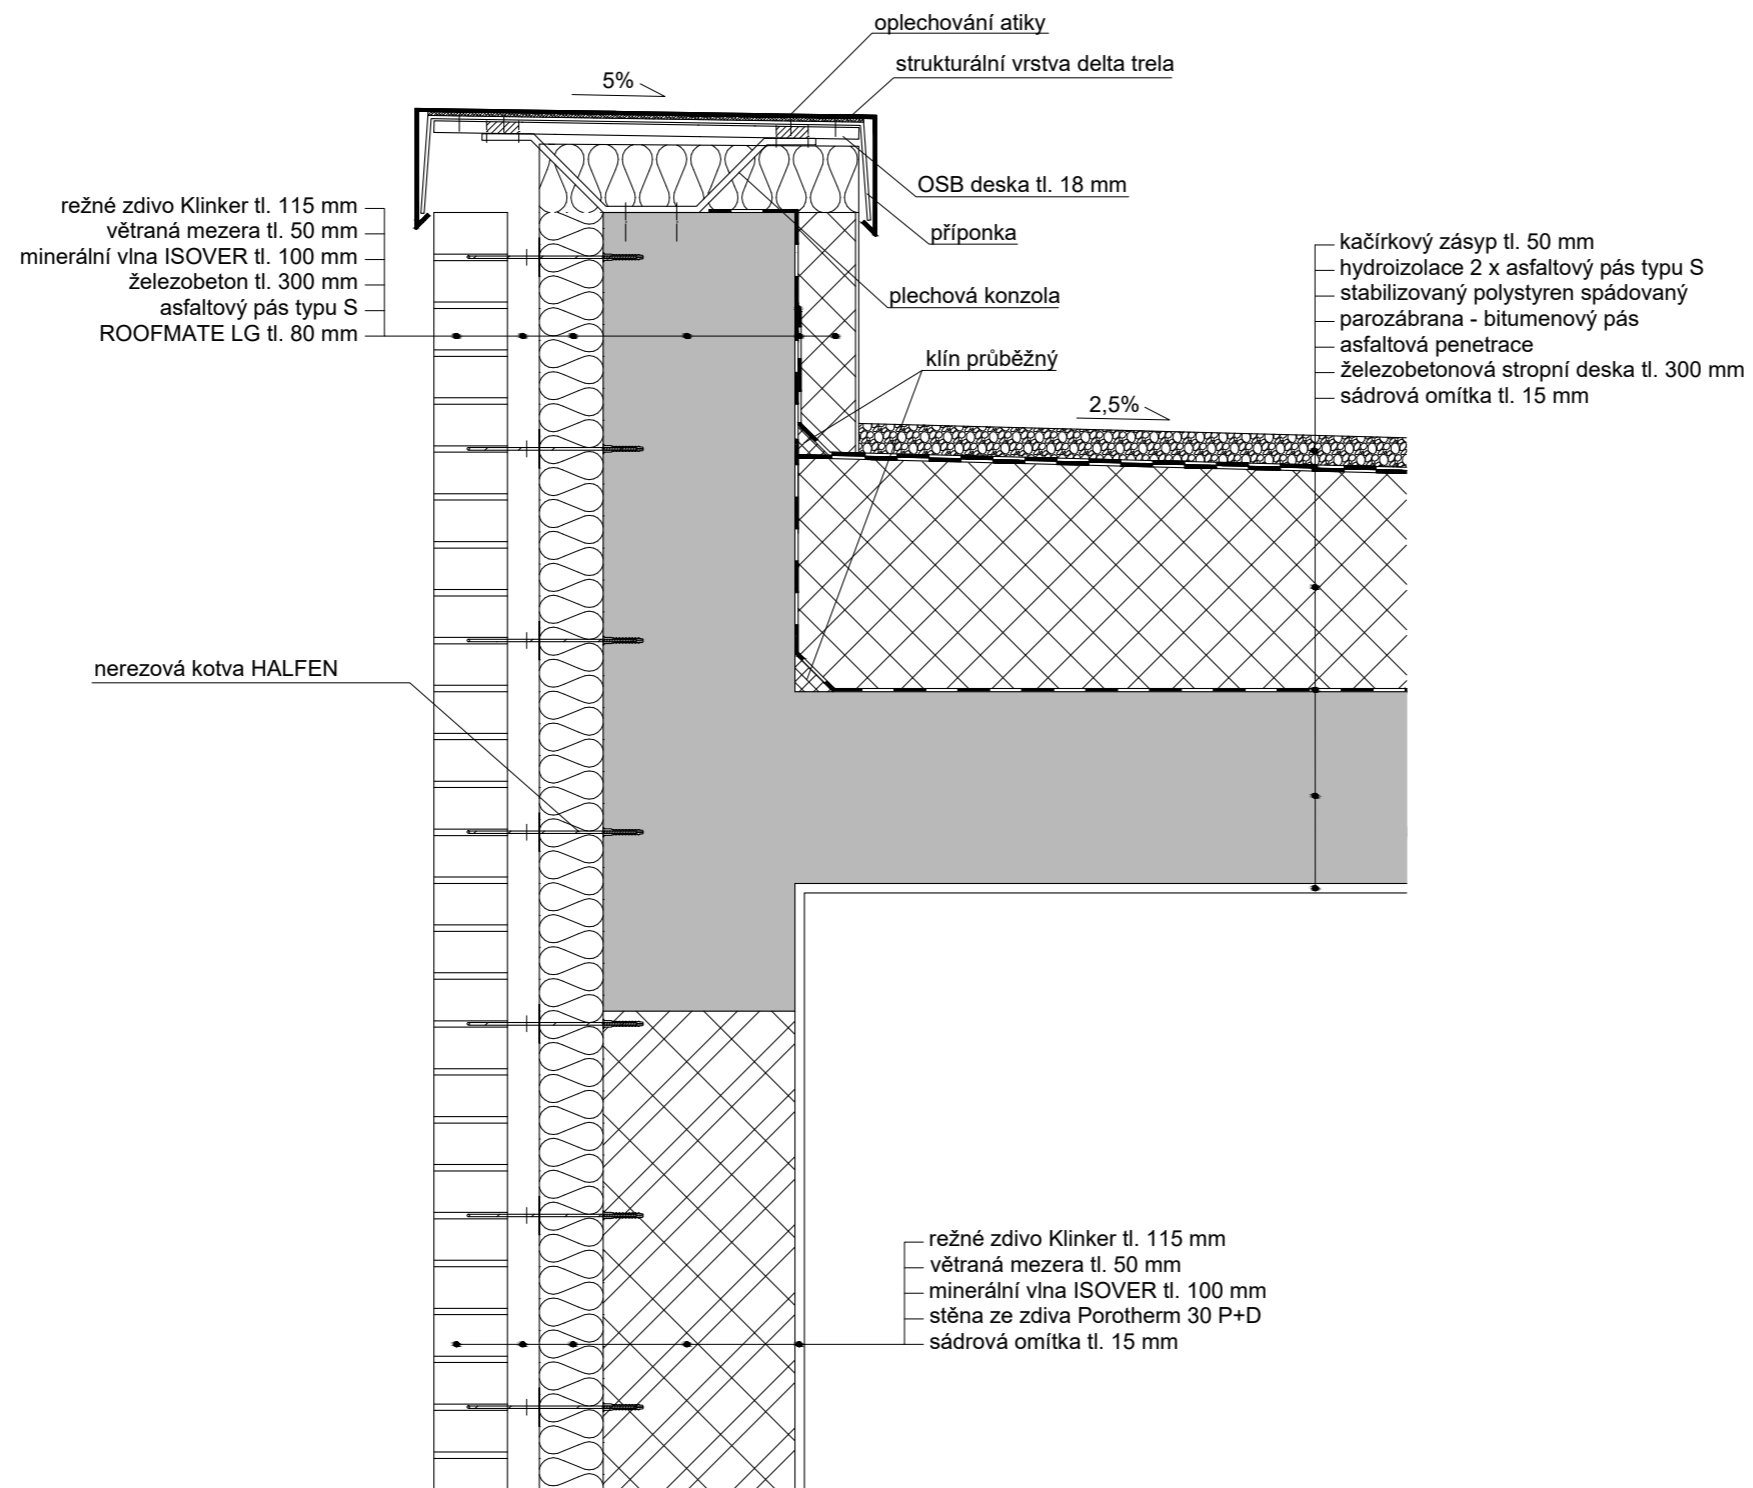 oplechování atiky
strukturální vrstva delta trela
5%
OSB deska tl. 18 mm
příponka
plechová konzola
klín průběžný
2,5%
režné zdivo Klinker tl. 115 mm
větraná mezera tl. 50 mm
minerální vlna ISOVER tl. 100 mm
železobeton tl. 300 mm
asfaltový pás typu S
ROOFMATE LG tl. 80 mm
kačírkový zásyp tl. 50 mm
hydroizolace 2 x asfaltový pás typu S
stabilizovaný polystyren spádovaný
parozábrana - bitumenový pás
asfaltová penetrace
železobetonová stropní deska tl. 300 mm
sádrová omítka tl. 15 mm
nerezová kotva HALFEN
režné zdivo Klinker tl. 115 mm
větraná mezera tl. 50 mm
minerální vlna ISOVER tl. 100 mm
stěna ze zdiva Porotherm 30 P+D
sádrová omítka tl. 15 mm